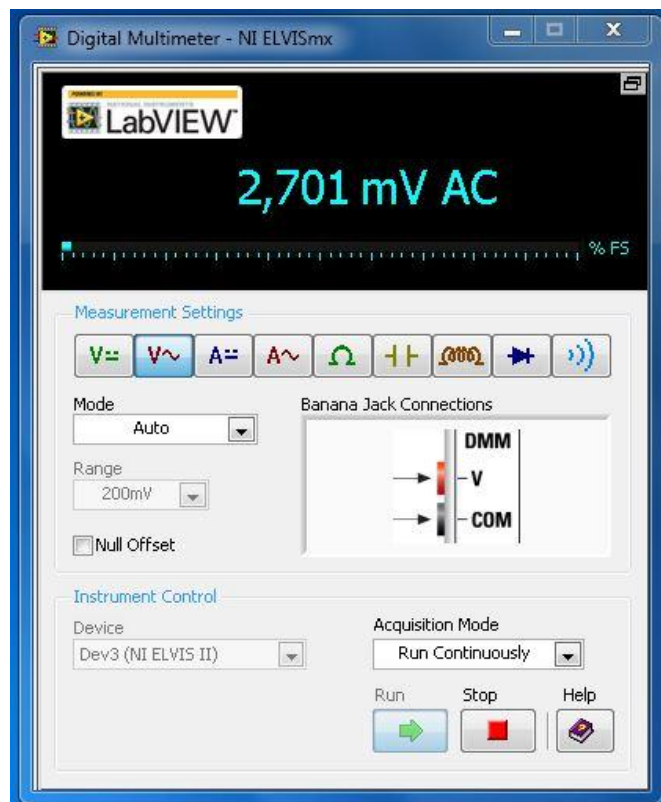 Digital Multimeter - NI ELVISmx
LabVIEW
2,701 mV AC
% FS
Measurement Settings
V
V
A
A
Ω
Mode
Auto
Banana Jack Connections
DMM
V
COM
Range
200mV
Null Offset
Instrument Control
Device
Acquisition Mode
Dev3 (NI ELVIS II)
Run Continuously
Run Stop Help